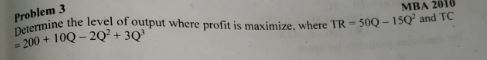 MBA 2010
Problem 3
Determine the level of output where profit is maximize, where TR = 50Q – 15Q² and TC
= 200 + 10Q – 2Q² + 3Q³